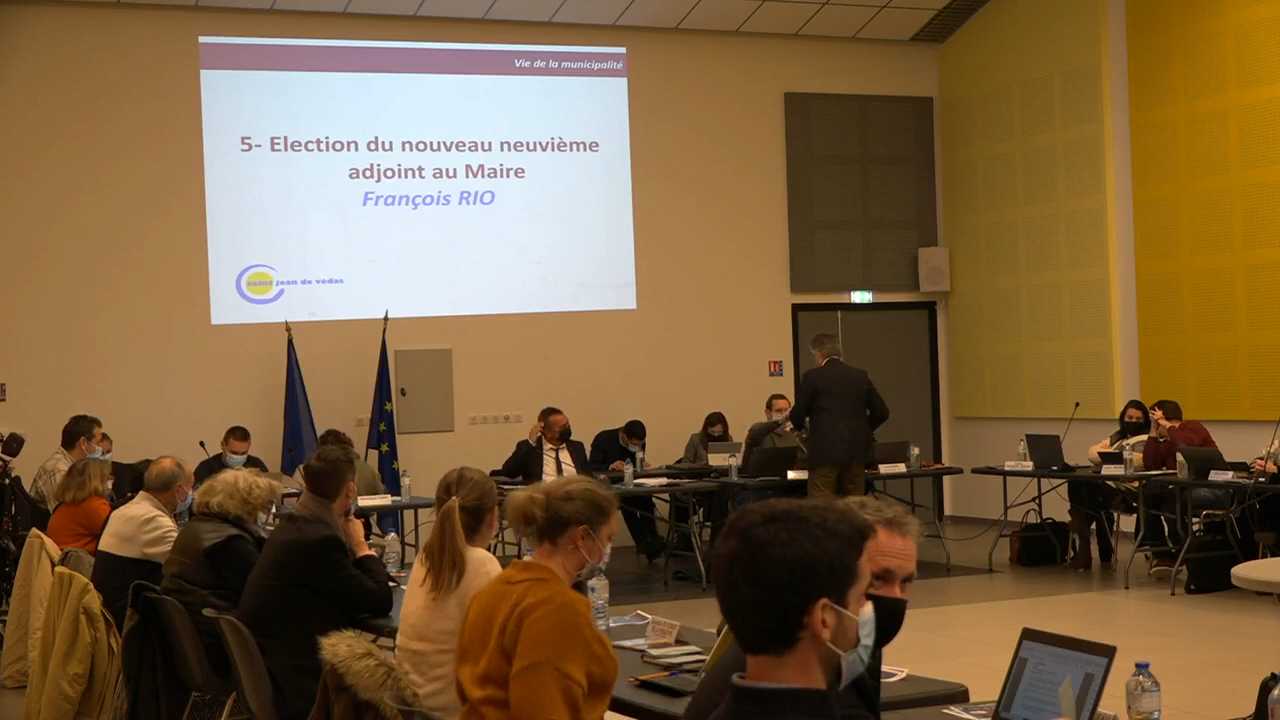 Vie de la municipalité
5- Election du nouveau neuvième
adjoint au Maire
François RIO
saint jean de védas